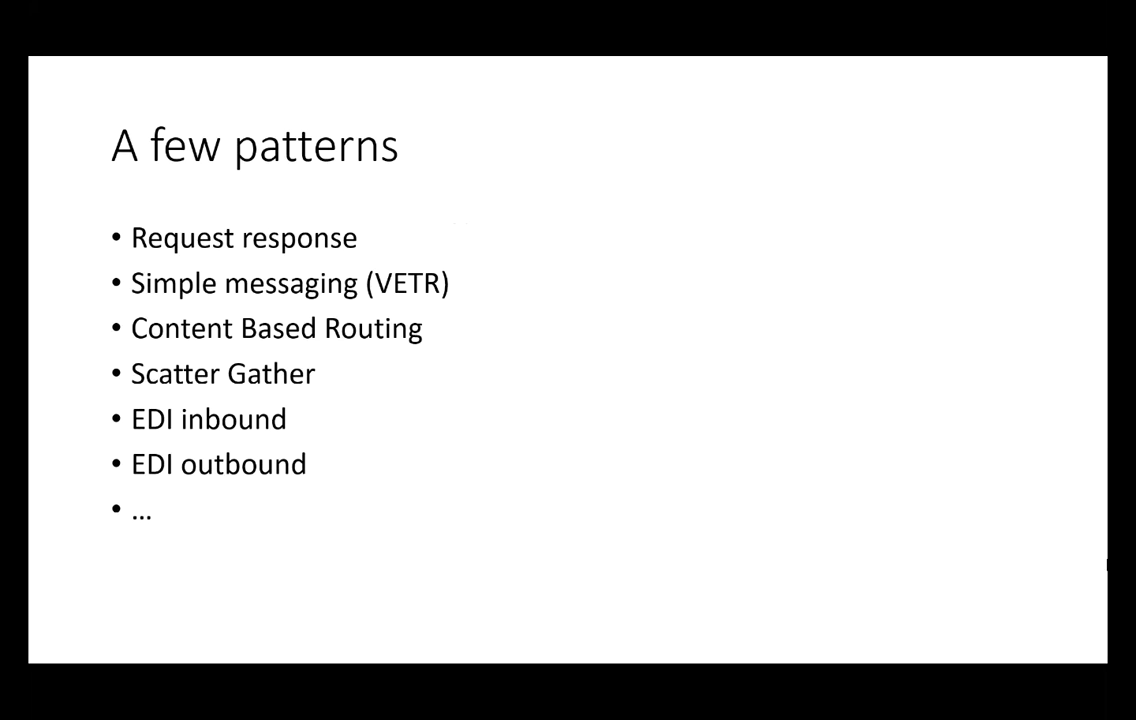 A few patterns
• Request response
• Simple messaging (VETR)
• Content Based Routing
• Scatter Gather
• EDI inbound
• EDI outbound
• ...